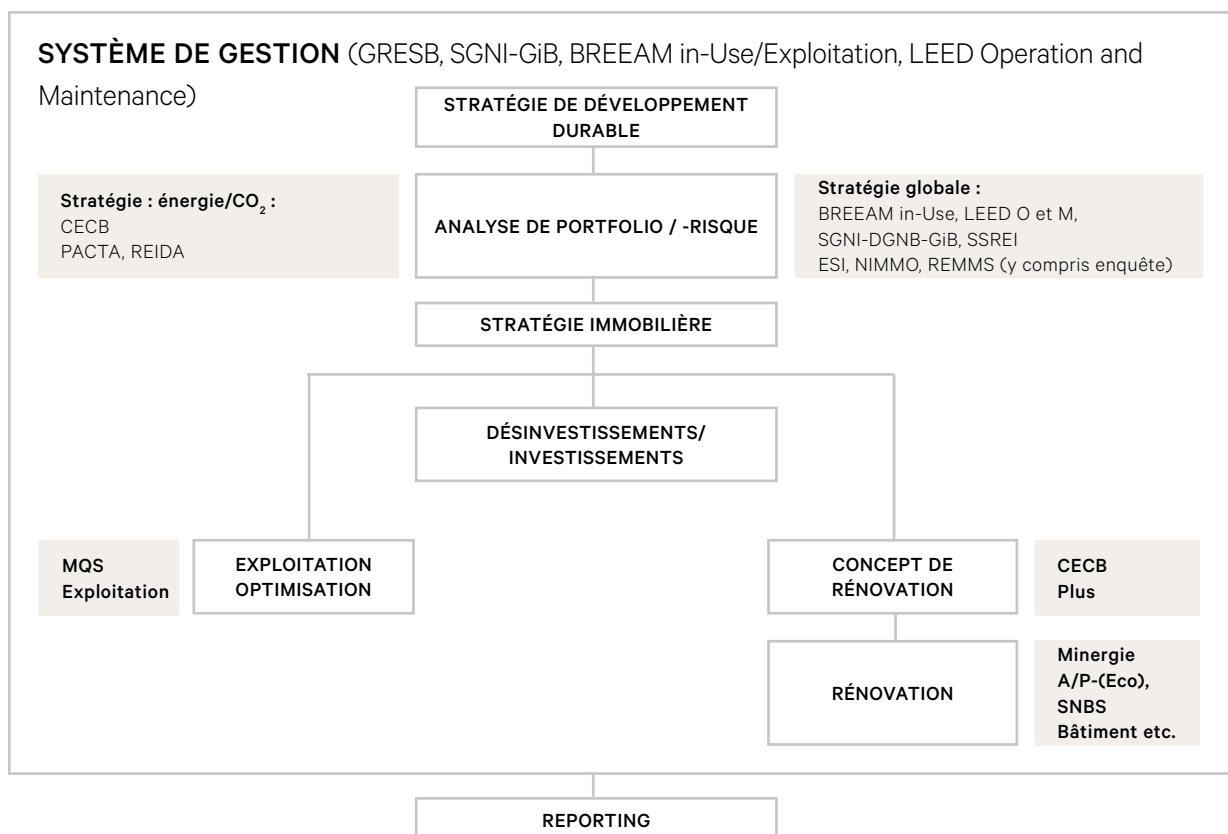 SYSTÈME DE GESTION (GRESB, SGNI-GiB, BREEAM in-Use/Exploitation, LEED Operation and
Maintenance)
STRATÉGIE DE DÉVELOPPEMENT
DURABLE
Stratégie : énergie/CO₂ :
CECB
PACTA, REIDA
ANALYSE DE PORTFOLIO / -RISQUE
Stratégie globale :
BREEAM in-Use, LEED O et M,
SGNI-DGNB-GiB, SSREI
ESI, NIMMO, REMMS (y compris enquête)
STRATÉGIE IMMOBILIÈRE
DÉSINVESTISSEMENTS/
INVESTISSEMENTS
MQS
Exploitation
EXPLOITATION
OPTIMISATION
CONCEPT DE
RÉNOVATION
CECB
Plus
RÉNOVATION
Minergie
A/P-(Eco),
SNBS
Bâtiment etc.
REPORTING